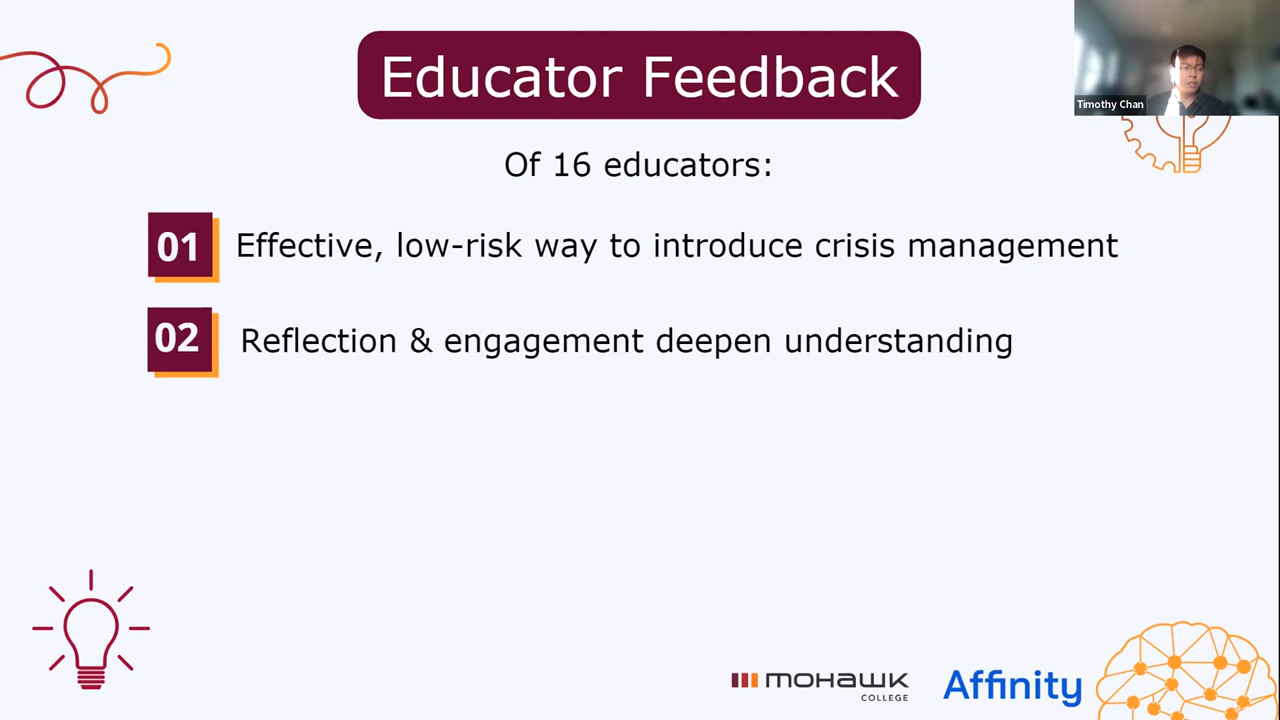 Educator Feedback
Timothy Chan
Of 16 educators:
01 Effective, low-risk way to introduce crisis management
02 Reflection & engagement deepen understanding
mohawk
COLLEGE
Affinity